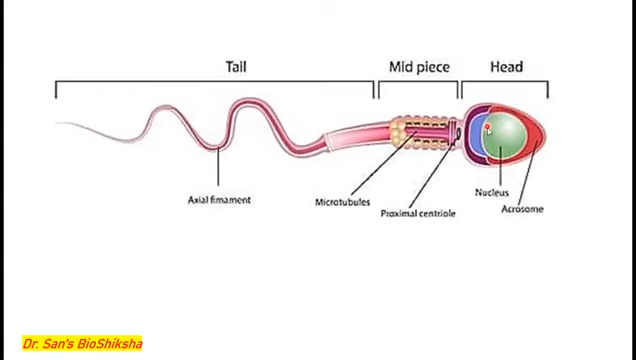 Tail
Mid piece
Head
Axial fimament
Microtubules
Proximal centriole
Nucleus
Acrosome
Dr. San's BioShiksha